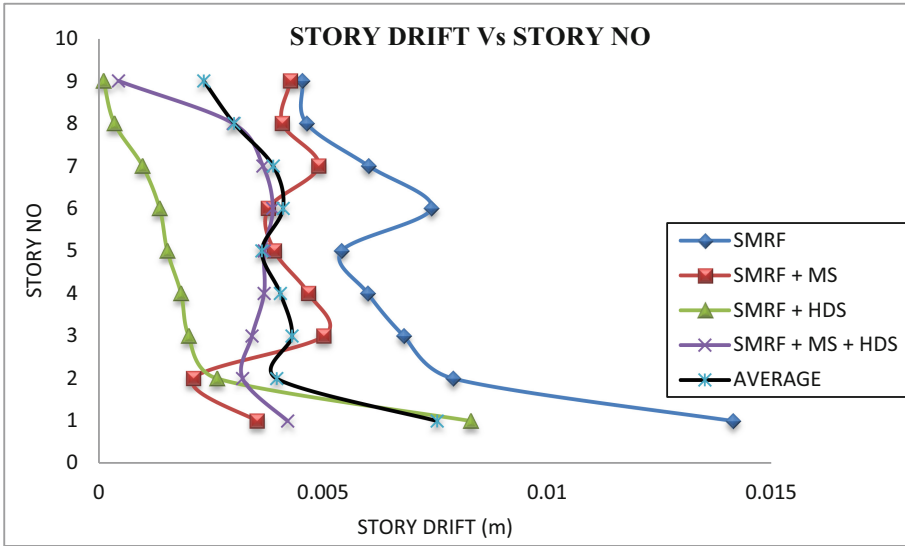 STORY DRIFT Vs STORY NO
10
9
8
7
6
5
4
3
2
1
0
STORY NO
0
0.005
0.01
0.015
STORY DRIFT (m)
SMRF
SMRF + MS
SMRF + HDS
SMRF + MS + HDS
AVERAGE